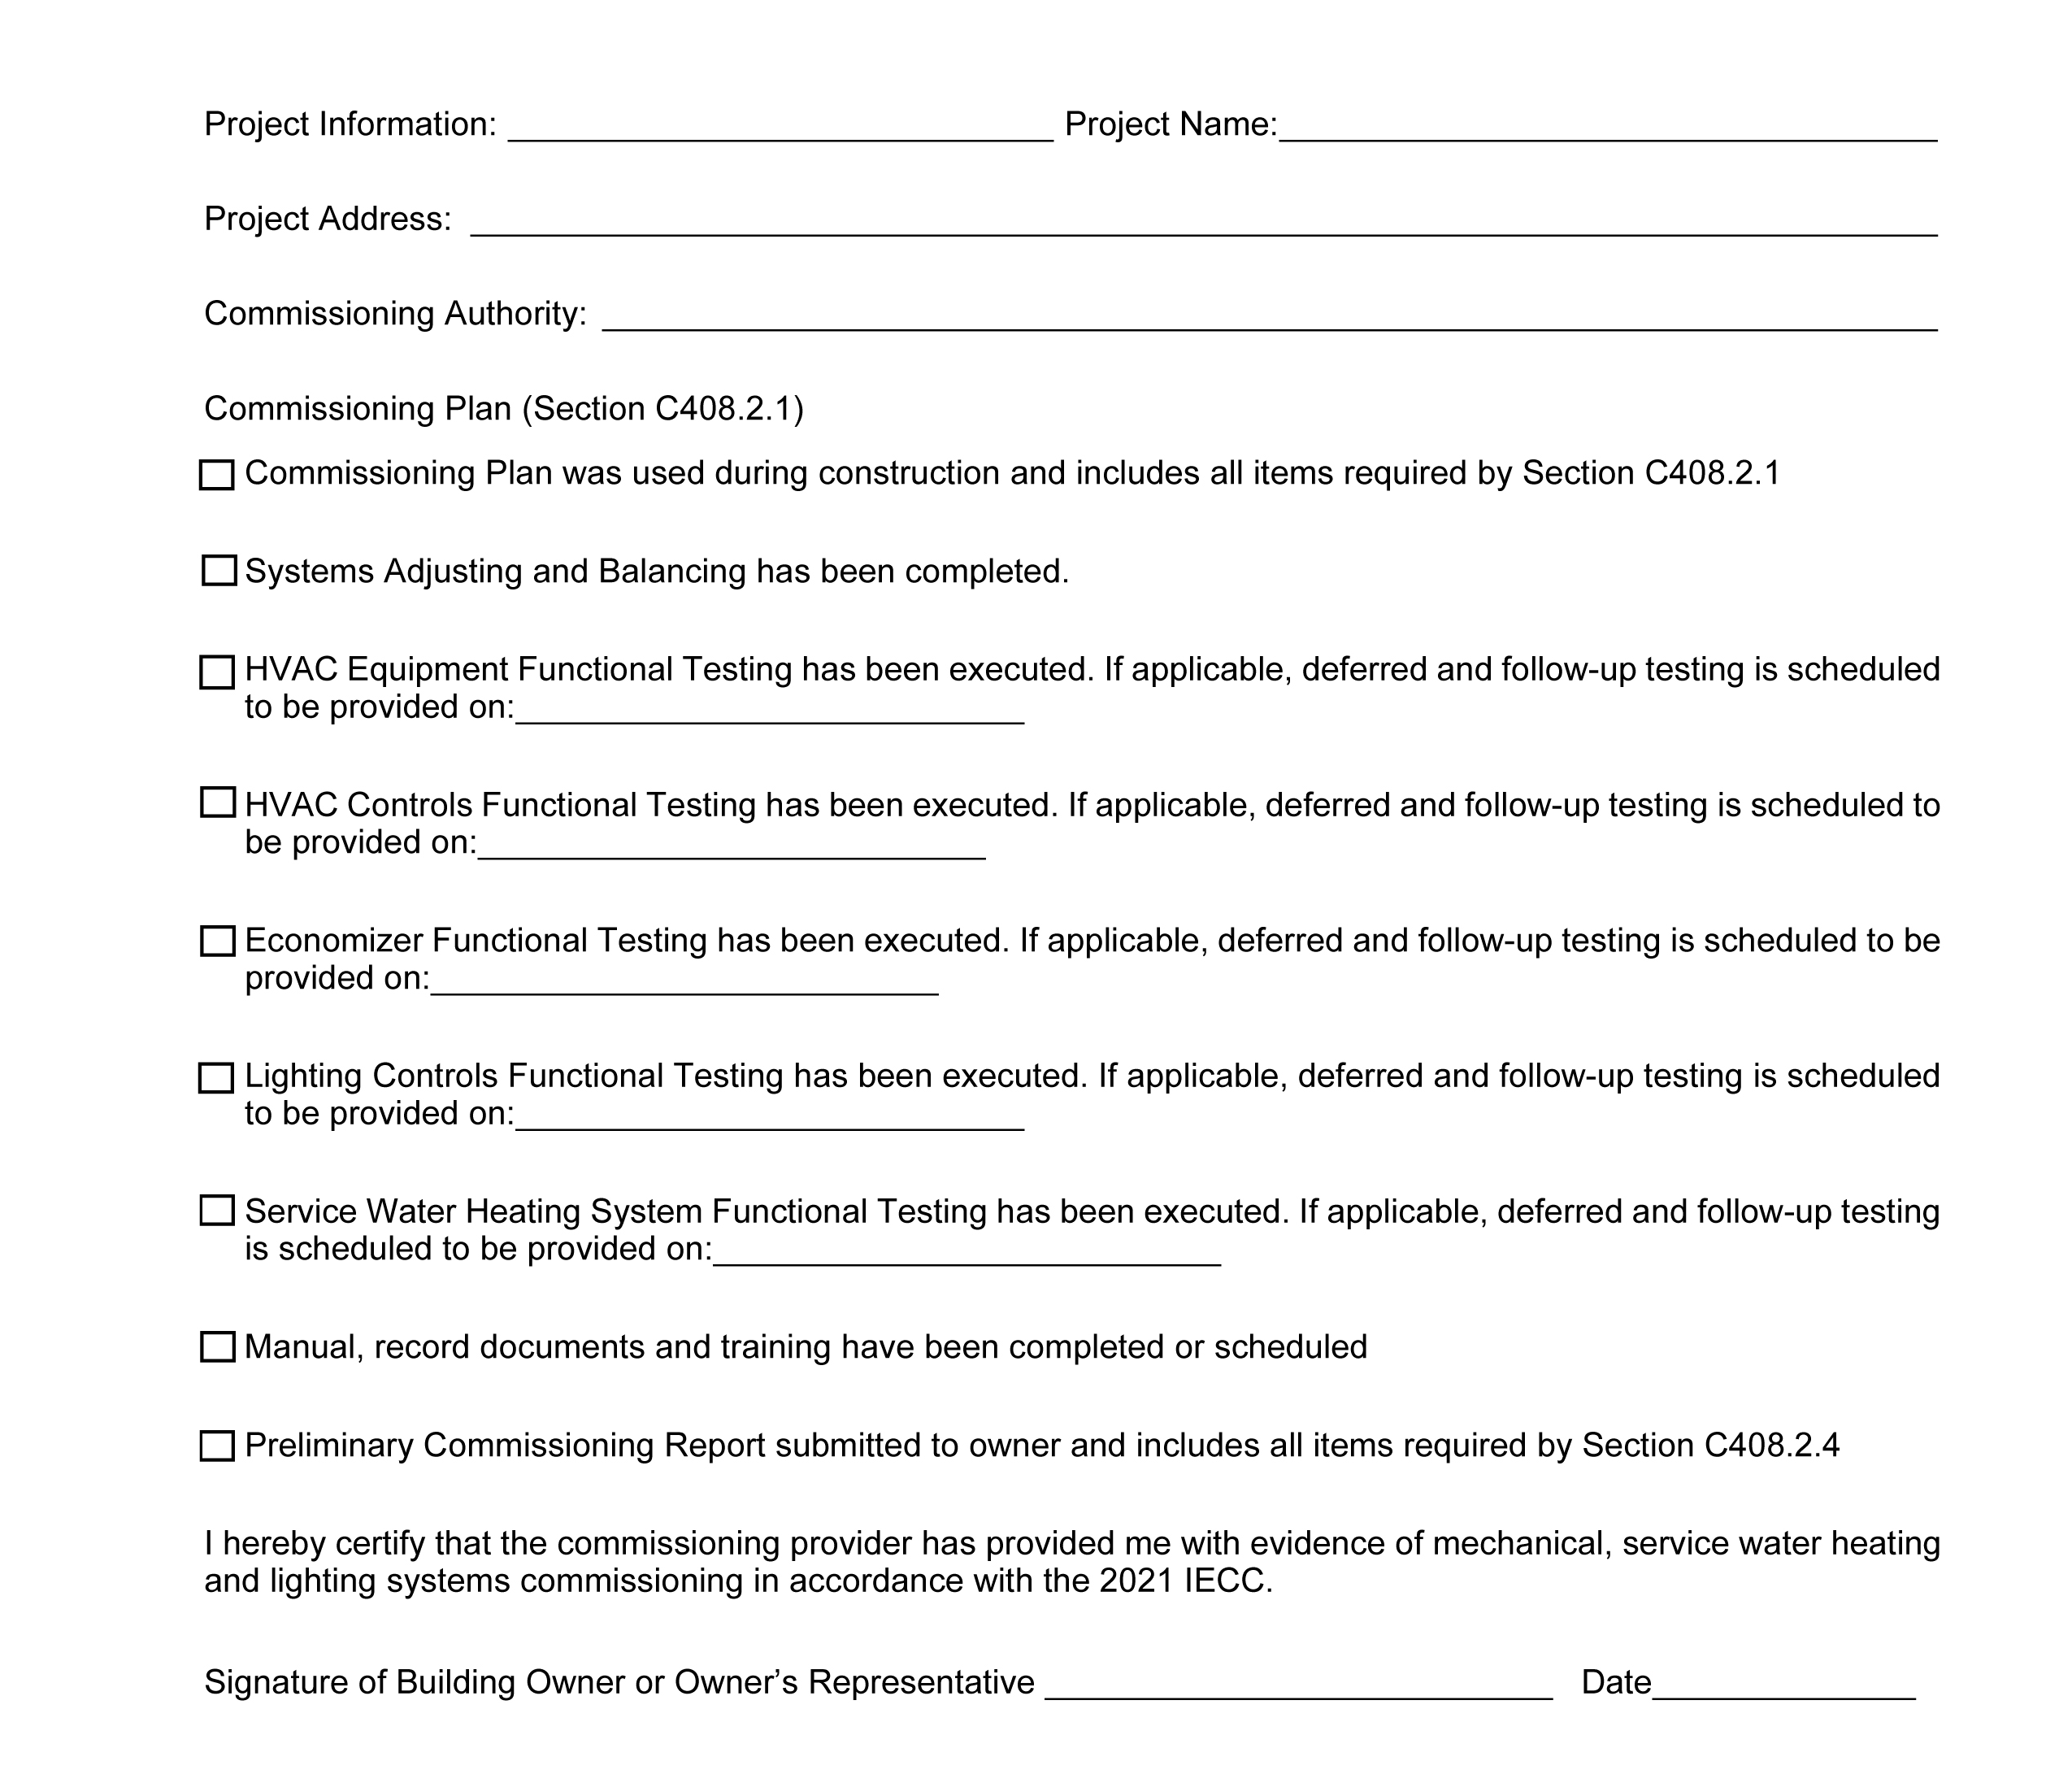 Project Information: ______________________________ Project Name:____________________________________
Project Address: ________________________________________________________________________________
Commissioning Authority: _________________________________________________________________________
Commissioning Plan (Section C408.2.1)
☐ Commissioning Plan was used during construction and includes all items required by Section C408.2.1
☐ Systems Adjusting and Balancing has been completed.
☐ HVAC Equipment Functional Testing has been executed. If applicable, deferred and follow-up testing is scheduled
to be provided on:____________________________
☐ HVAC Controls Functional Testing has been executed. If applicable, deferred and follow-up testing is scheduled to
be provided on:____________________________
☐ Economizer Functional Testing has been executed. If applicable, deferred and follow-up testing is scheduled to be
provided on:____________________________
☐ Lighting Controls Functional Testing has been executed. If applicable, deferred and follow-up testing is scheduled
to be provided on:____________________________
☐ Service Water Heating System Functional Testing has been executed. If applicable, deferred and follow-up testing
is scheduled to be provided on:____________________________
☐ Manual, record documents and training have been completed or scheduled
☐ Preliminary Commissioning Report submitted to owner and includes all items required by Section C408.2.4
I hereby certify that the commissioning provider has provided me with evidence of mechanical, service water heating
and lighting systems commissioning in accordance with the 2021 IECC.
Signature of Building Owner or Owner’s Representative ____________________________ Date______________